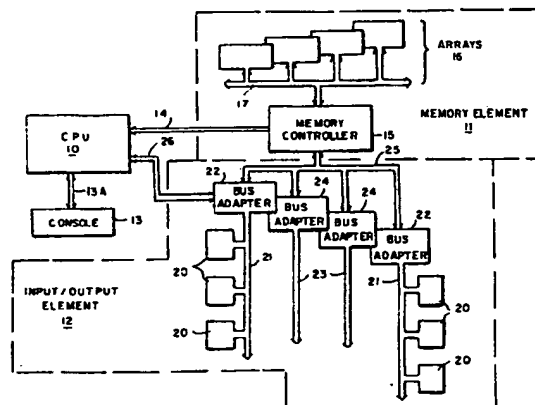 ARRAYS
16
17
14
CPU
10
MEMORY
CONTROLLER
15
MEMORY ELEMENT
11
26
25
13A
22
24
24
22
CONSOLE
13
BUS
ADAPTER
BUS
ADAPTER
BUS
ADAPTER
BUS
ADAPTER
INPUT/OUTPUT
ELEMENT
12
20
21
23
21
20
20
20